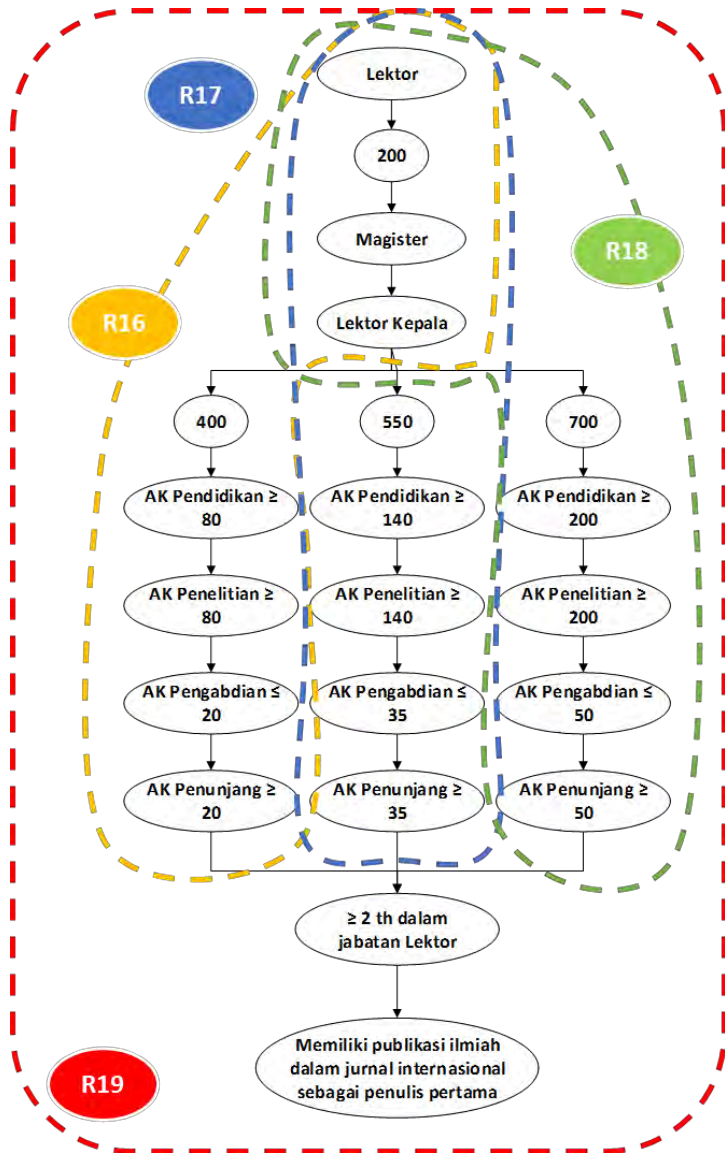 Lektor
R17
200
Magister
R18
R16
Lektor Kepala
400
550
700
AK Pendidikan ≥
80
AK Pendidikan ≥
140
AK Pendidikan ≥
200
AK Penelitian ≥
80
AK Penelitian ≥
140
AK Penelitian ≥
200
AK Pengabdian ≤
20
AK Pengabdian ≤
35
AK Pengabdian ≤
50
AK Penunjang ≥
20
AK Penunjang ≥
35
AK Penunjang ≥
50
≥ 2 th dalam
jabatan Lektor
Memiliki publikasi ilmiah
dalam jurnal internasional
sebagai penulis pertama
R19